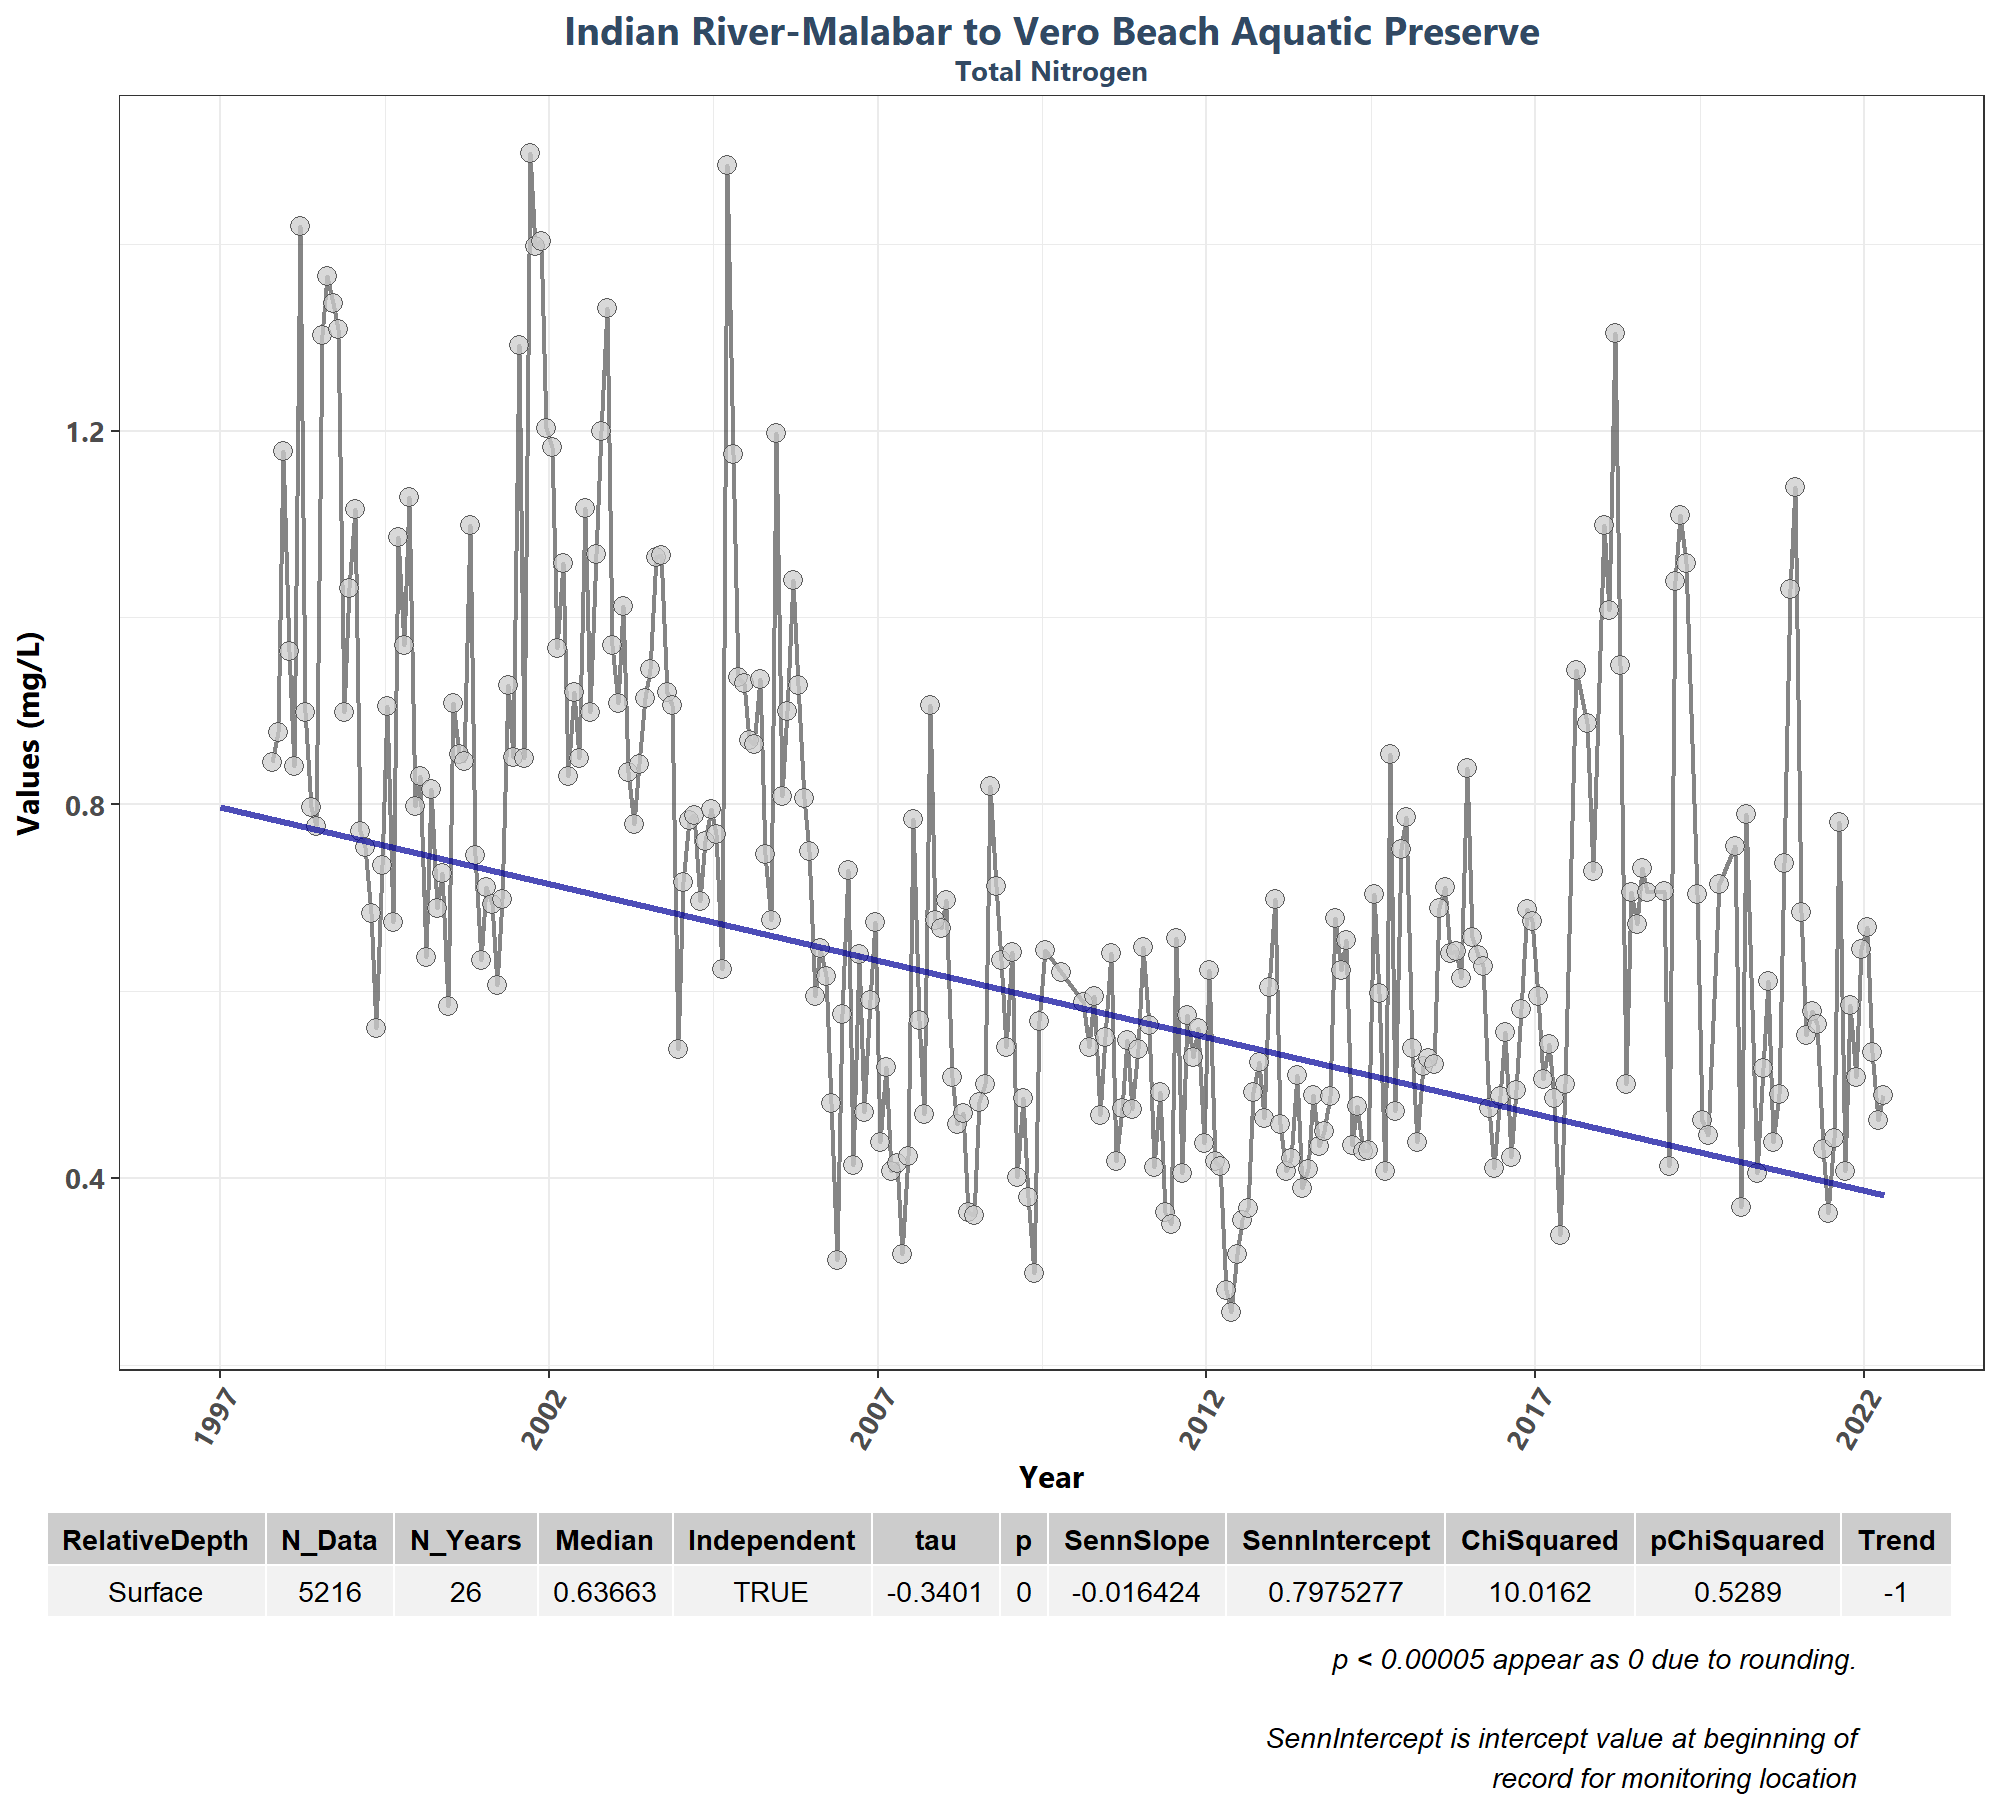 Indian River-Malabar to Vero Beach Aquatic Preserve
Total Nitrogen
Values (mg/L)
1.2
0.8
0.4
1997
2002
2007
2012
2017
2022
Year
RelativeDepth N_Data N_Years Median Independent tau p SennSlope SennIntercept ChiSquared pChiSquared Trend
Surface 5216 26 0.63663 TRUE -0.3401 0 -0.016424 0.7975277 10.0162 0.5289 -1
p < 0.00005 appear as 0 due to rounding.
SennIntercept is intercept value at beginning of
record for monitoring location